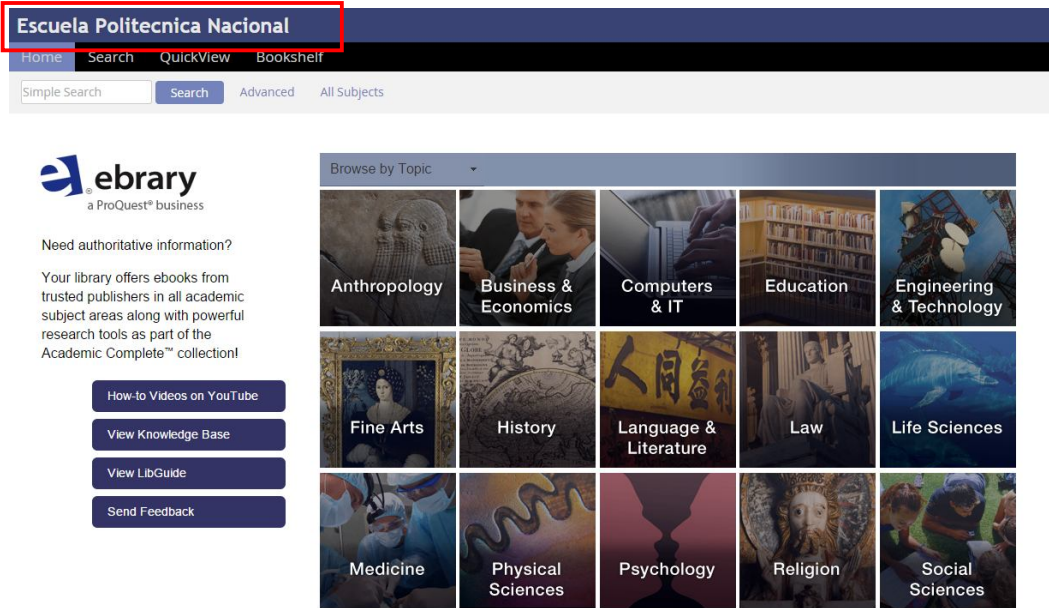 Escuela Politecnica Nacional
Home Search QuickView Bookshelf
Simple Search Search Advanced All Subjects
ebrary®
a ProQuest® business
Need authoritative information?
Your library offers ebooks from
trusted publishers in all academic
subject areas along with powerful
research tools as part of the
Academic Complete™ collection!
How-to Videos on YouTube
View Knowledge Base
View LibGuide
Send Feedback
Browse by Topic
Anthropology
Business &
Economics
Computers
& IT
Education
Engineering
& Technology
Fine Arts
History
人間益利
Language &
Literature
Law
Life Sciences
Medicine
Physical
Sciences
Psychology
Religion
Social
Sciences